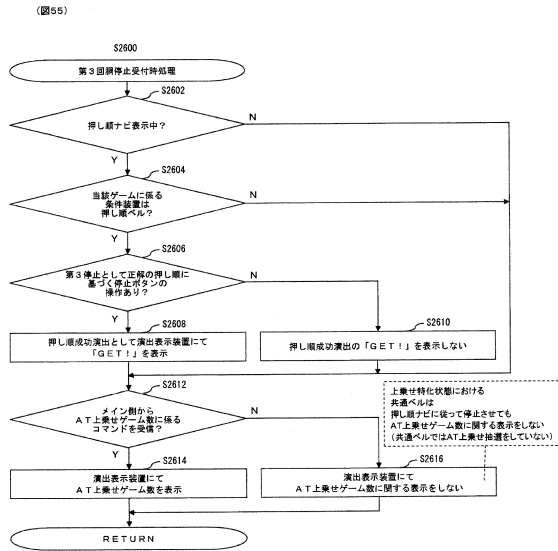 （図55）
S2600
第３回胴停止受付時処理
S2602
押し順ナビ表示中？
N
Y
S2604
当該ゲームに係る
条件装置は
押し順ベル？
N
Y
S2606
第３停止として正解の押し順に
基づく停止ボタンの
操作あり？
N
Y
S2608
押し順成功演出として演出表示装置にて
「ＧＥＴ！」を表示
S2610
押し順成功演出の「ＧＥＴ！」を表示しない
S2612
メイン側から
ＡＴ上乗せゲーム数に係る
コマンドを受信？
N
Y
上乗せ特化状態における
共通ベルは
押し順ナビに従って停止させても
AT上乗せゲーム数に関する表示をしない
（共通ベルではAT上乗せ抽選をしていない）
S2614
演出表示装置にて
ＡＴ上乗せゲーム数を表示
S2616
演出表示装置にて
ＡＴ上乗せゲーム数に関する表示をしない
ＲＥＴＵＲＮ